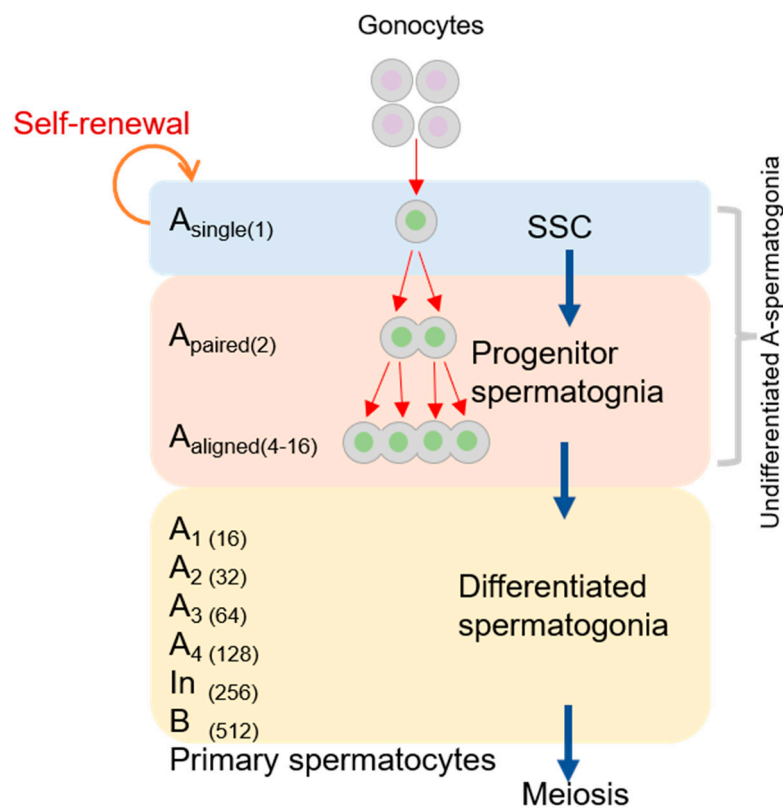 Gonocytes
Self-renewal
Asingle(1)
SSC
Apaired(2)
Progenitor
spermatognia
Aaligned(4-16)
Undifferentiated A-spermatogonia
A1 (16)
A2 (32)
A3 (64)
A4 (128)
In (256)
B (512)
Differentiated
spermatogonia
Primary spermatocytes
Meiosis